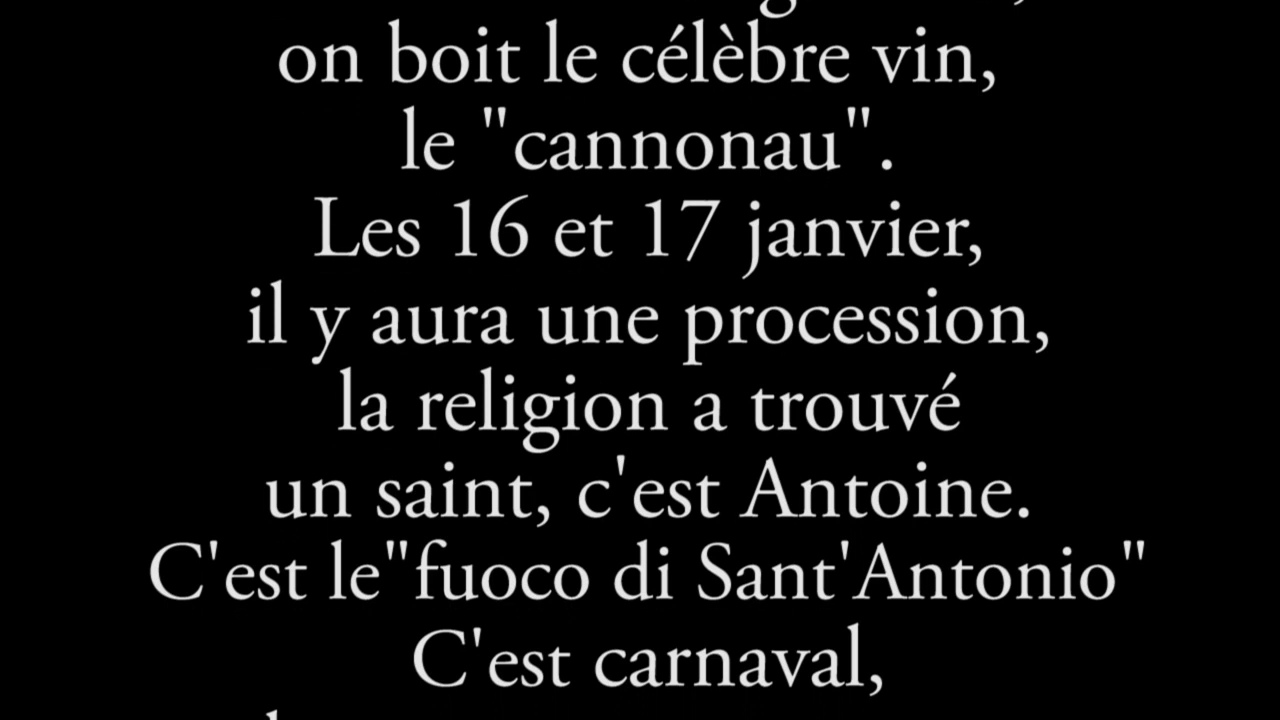 on boit le célèbre vin,
le "cannonau".
Les 16 et 17 janvier,
il y aura une procession,
la religion a trouvé
un saint, c'est Antoine.
C'est le"fuoco di Sant'Antonio"
C'est carnaval,